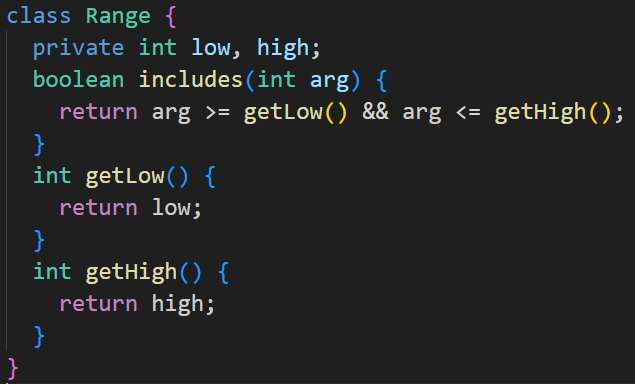 class Range {
  private int low, high;
  boolean includes(int arg) {
    return arg >= getLow() && arg <= getHigh();
  }
  int getLow() {
    return low;
  }
  int getHigh() {
    return high;
  }
}